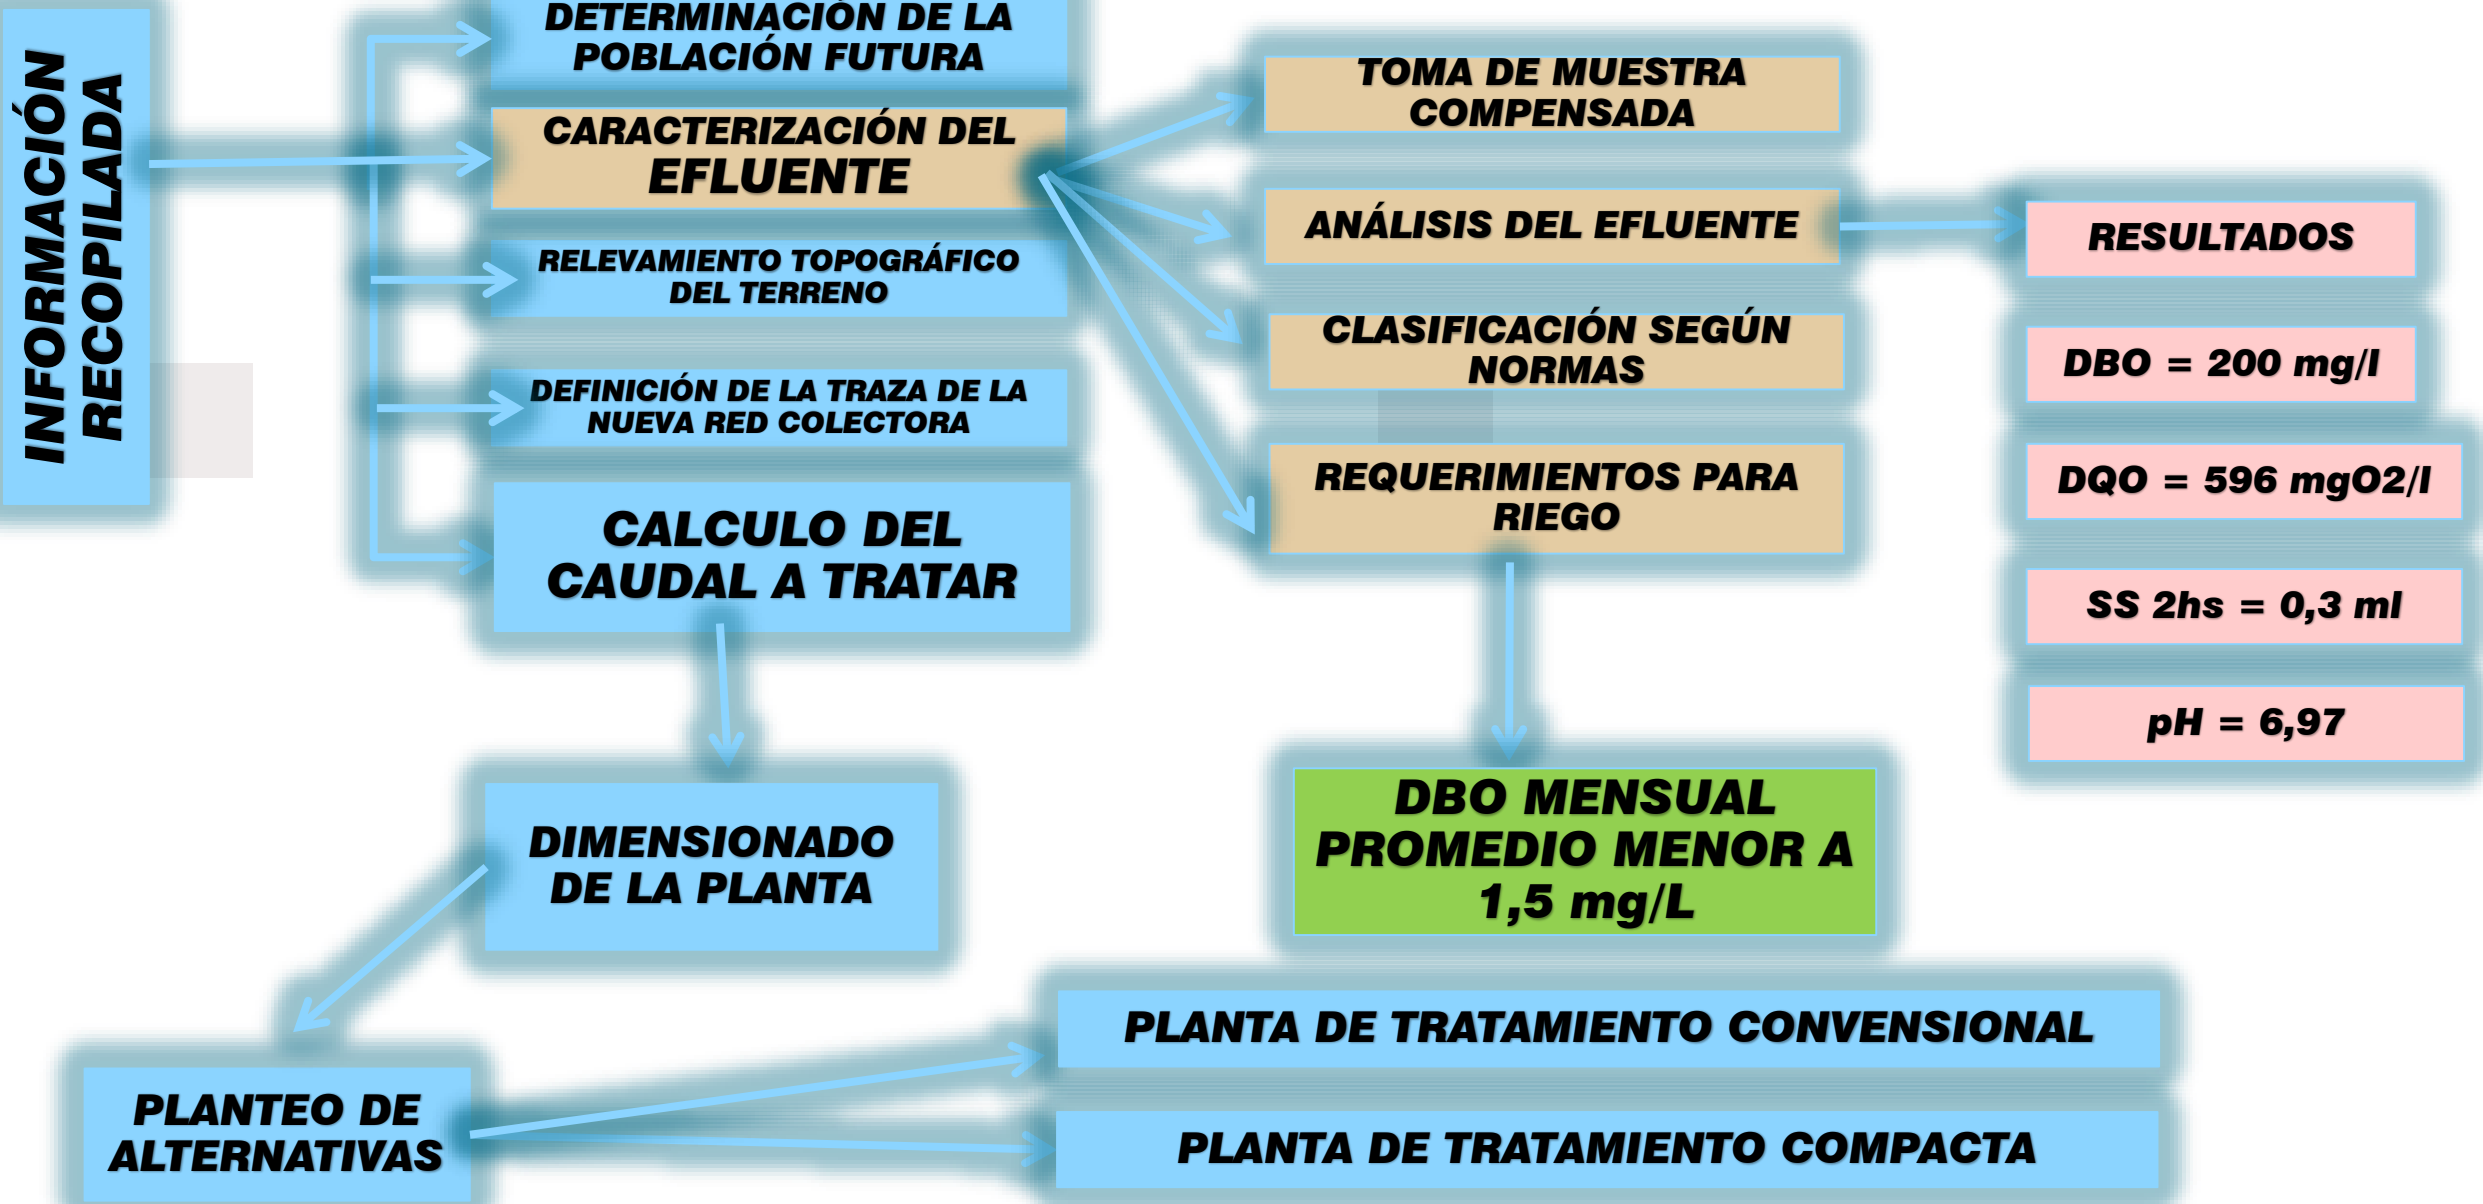 INFORMACIÓN
RECOPILADA
DETERMINACIÓN DE LA
POBLACIÓN FUTURA
CARACTERIZACIÓN DEL
EFLUENTE
RELEVAMIENTO TOPOGRÁFICO
DEL TERRENO
DEFINICIÓN DE LA TRAZA DE LA
NUEVA RED COLECTORA
CALCULO DEL
CAUDAL A TRATAR
TOMA DE MUESTRA
COMPENSADA
ANÁLISIS DEL EFLUENTE
CLASIFICACIÓN SEGÚN
NORMAS
REQUERIMIENTOS PARA
RIEGO
RESULTADOS
DBO = 200 mg/l
DQO = 596 mgO2/l
SS 2hs = 0,3 ml
pH = 6,97
DIMENSIONADO
DE LA PLANTA
DBO MENSUAL
PROMEDIO MENOR A
1,5 mg/L
PLANTEO DE
ALTERNATIVAS
PLANTA DE TRATAMIENTO CONVENSIONAL
PLANTA DE TRATAMIENTO COMPACTA